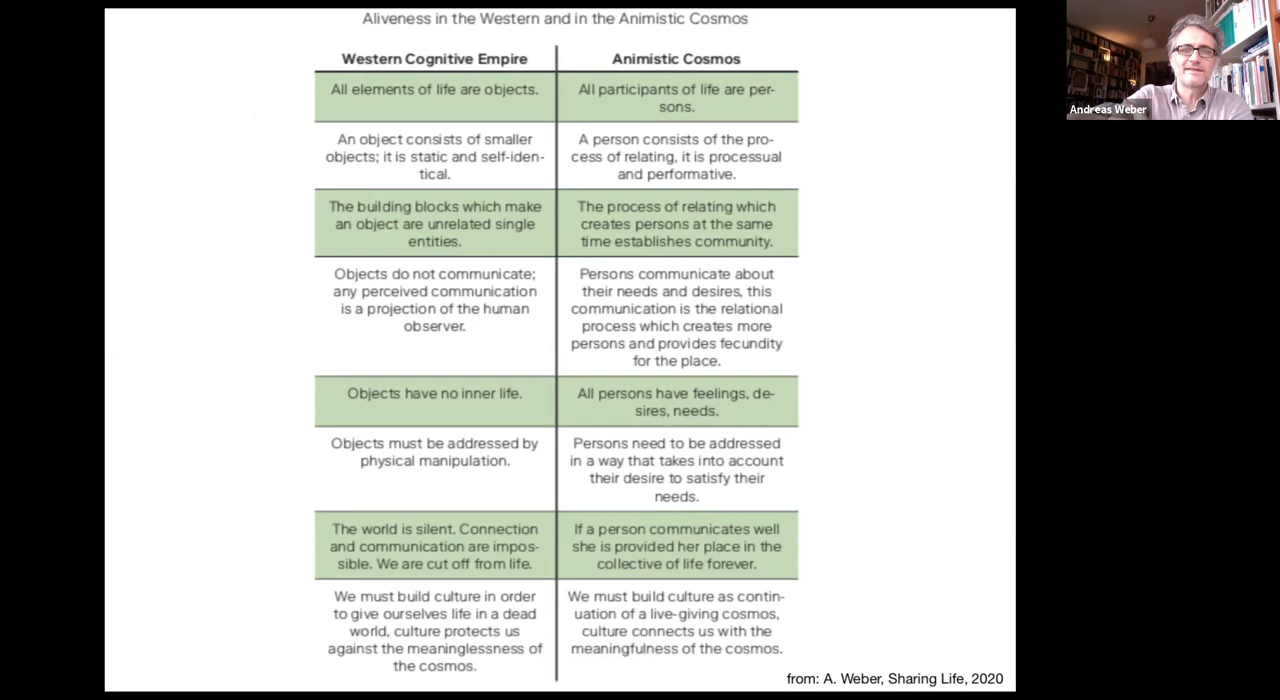 Aliveness in the Western and in the Animistic Cosmos
Western Cognitive Empire
Animistic Cosmos
All elements of life are objects.
All participants of life are per-
sons.
An object consists of smaller
objects; it is static and self-iden-
tical.
A person consists of the pro-
cess of relating, it is processual
and performative.
The building blocks which make
an object are unrelated single
entities.
The process of relating which
creates persons at the same
time establishes community.
Objects do not communicate;
any perceived communication
is a projection of the human
observer.
Persons communicate about
their needs and desires, this
communication is the relational
process which creates more
persons and provides fecundity
for the place.
Objects have no inner life.
All persons have feelings, de-
sires, needs.
Objects must be addressed by
physical manipulation.
Persons need to be addressed
in a way that takes into account
their desire to satisfy their
needs.
The world is silent. Connection
and communication are impos-
sible. We are cut off from life.
If a person communicates well
she is provided her place in the
collective of life forever.
We must build culture in order
to give ourselves life in a dead
world, culture protects us
against the meaninglessness of
the cosmos.
We must build culture as contin-
uation of a live-giving cosmos,
culture connects us with the
meaningfulness of the cosmos.
from: A. Weber, Sharing Life, 2020
Andreas Weber